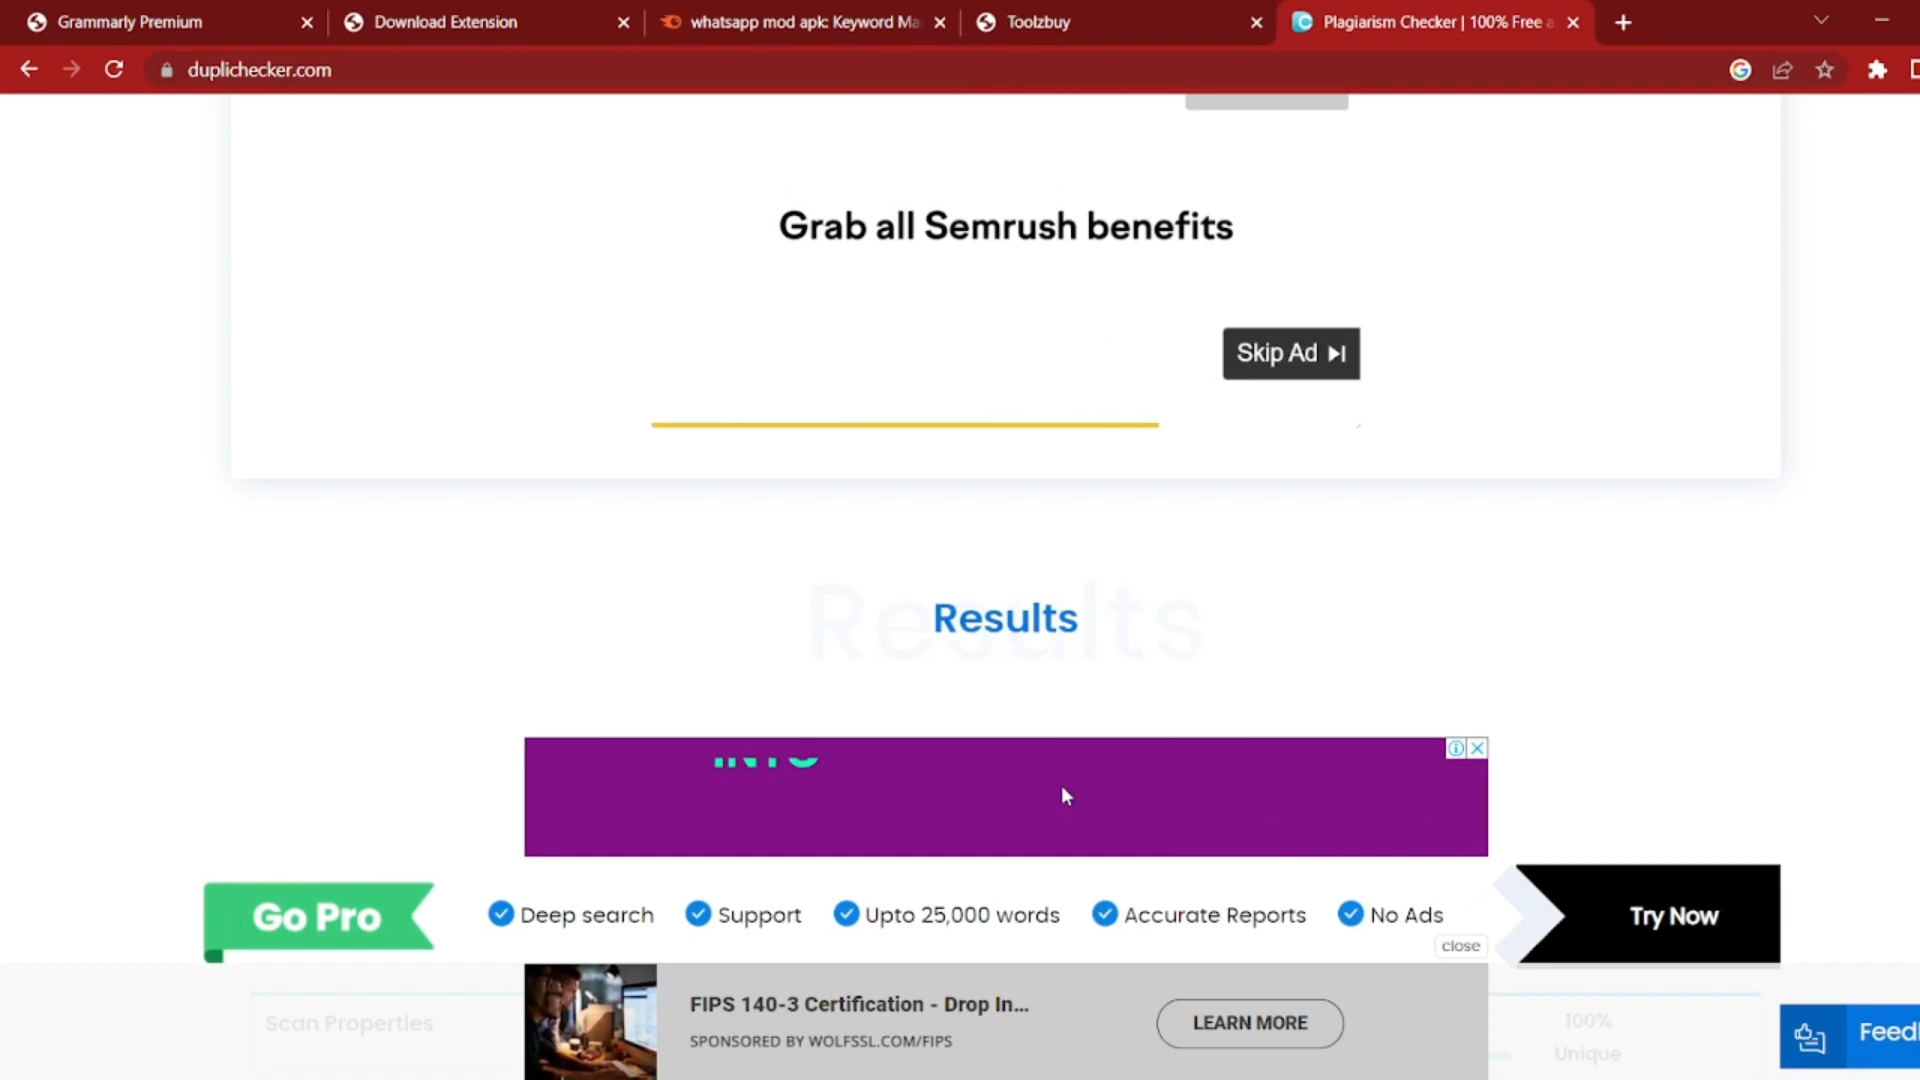 Grammarly Premium
Download Extension
whatsapp mod apk: Keyword Ma
Toolzbuy
Plagiarism Checker | 100% Free a
duplichecker.com
Grab all Semrush benefits
Skip Ad
Results
Results
Go Pro
Deep search
Support
Upto 25,000 words
Accurate Reports
No Ads
Try Now
close
Scan Properties
FIPS 140-3 Certification - Drop In...
SPONSORED BY WOLFSSL.COM/FIPS
LEARN MORE
100%
Unique